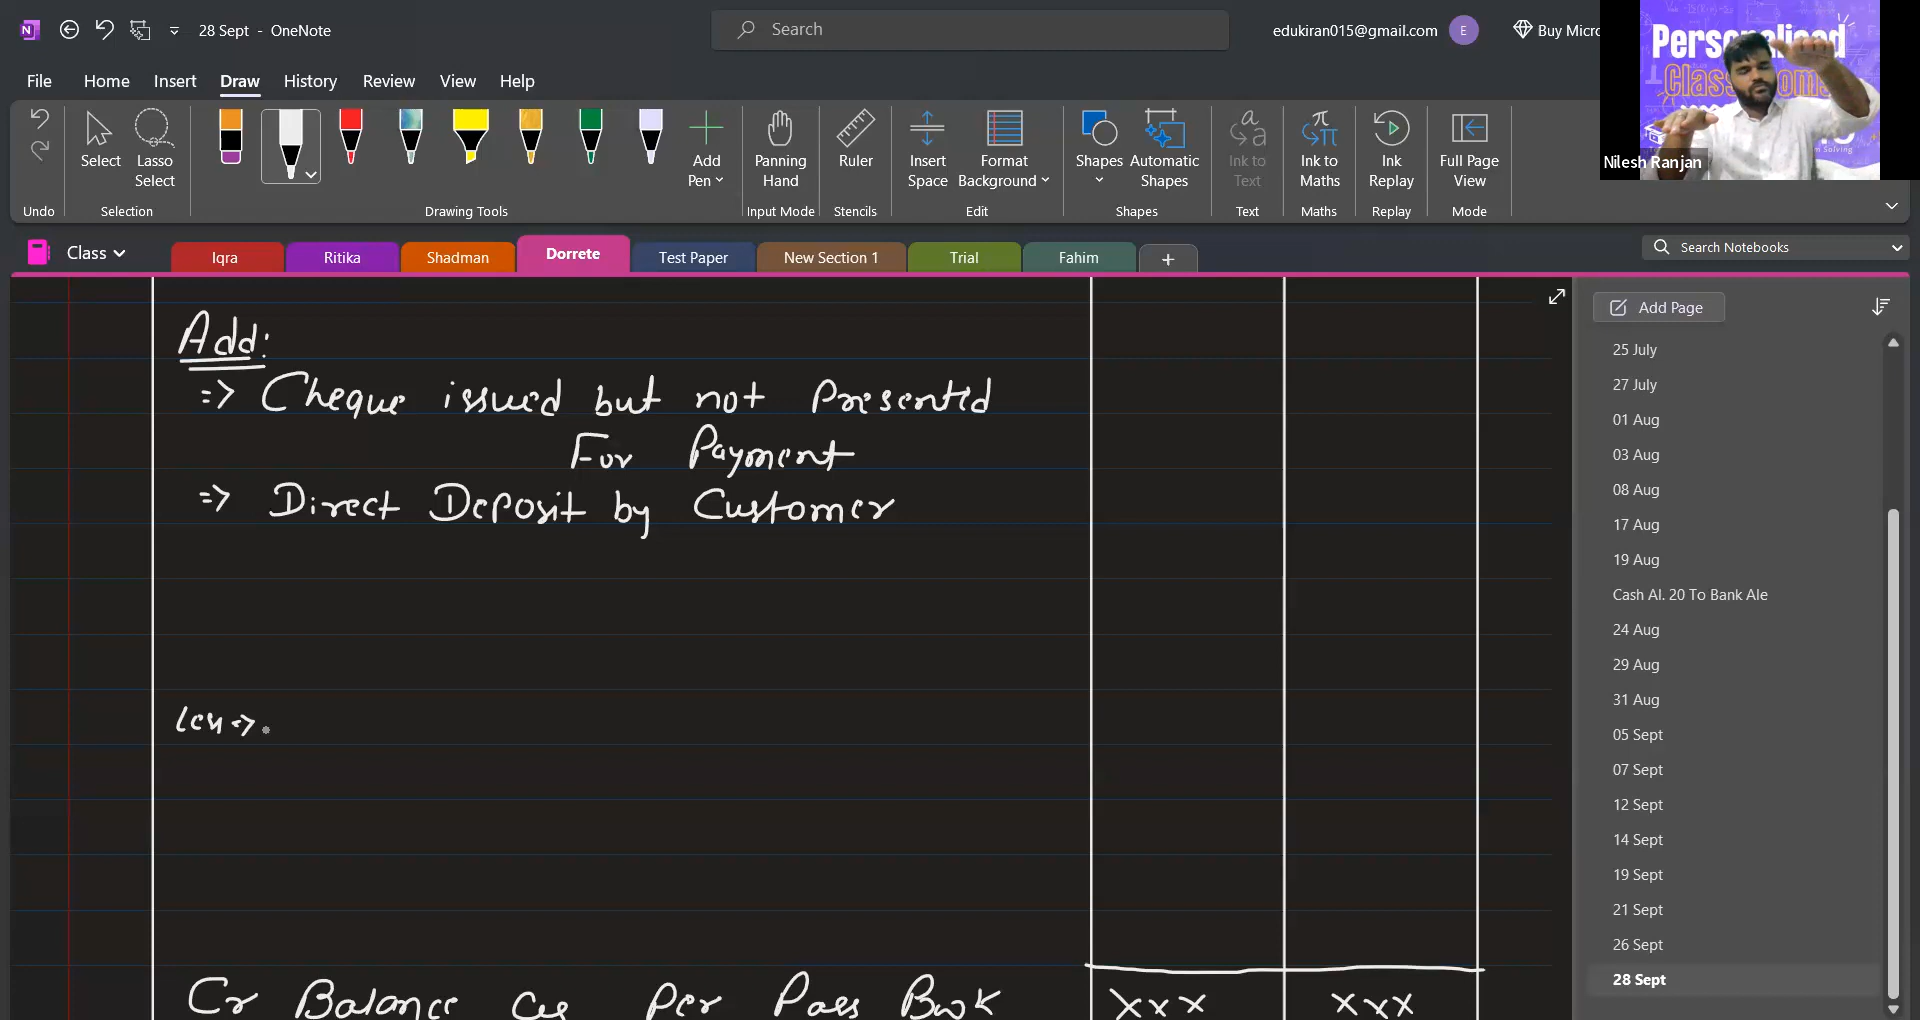 28 Sept - OneNote
Search
edukiran015@gmail.com
E
Buy Micro
File
Home
Insert
Draw
History
Review
View
Help
Select
Lasso
Select
Add
Pen
Panning
Hand
Ruler
Insert
Space
Format
Background
Shapes
Automatic
Shapes
Ink to
Text
Ink to
Maths
Ink
Replay
Full Page
View
Undo
Selection
Drawing Tools
Input Mode
Stencils
Edit
Shapes
Text
Maths
Replay
Mode
Personalised
Nilesh Ranjan
Class
Iqra
Ritika
Shadman
Dorrete
Test Paper
New Section 1
Trial
Fahim
+
Search Notebooks
Add Page
25 July
27 July
01 Aug
03 Aug
08 Aug
17 Aug
19 Aug
Cash Al. 20 To Bank Ale
24 Aug
29 Aug
31 Aug
05 Sept
07 Sept
12 Sept
14 Sept
19 Sept
21 Sept
26 Sept
28 Sept
Add:
=> Cheque issued but not Presented
For Payment
=> Direct Deposit by Customer
Cr Balance as Per Pass Book xxx xxx